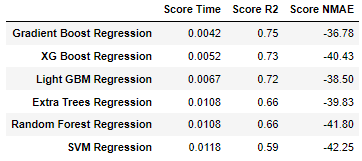 Score Time Score R2 Score NMAE
Gradient Boost Regression 0.0042 0.75 -36.78
XG Boost Regression 0.0052 0.73 -40.43
Light GBM Regression 0.0067 0.72 -38.50
Extra Trees Regression 0.0108 0.66 -39.83
Random Forest Regression 0.0108 0.66 -41.80
SVM Regression 0.0118 0.59 -42.25